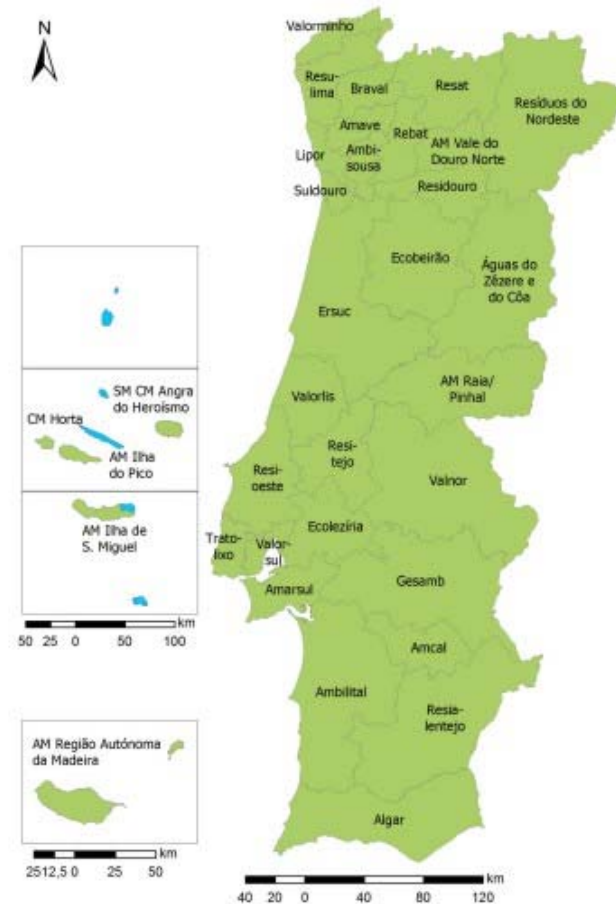 N
Valorminho
Resu-
lima
Braval
Resat
Resíduos do
Nordeste
Amave
Rebat
AM Vale do
Douro Norte
Lipor
Ambi-
sousa
Suldouro
Residouro
Ecobeirão
Águas do
Zêzere e
do Côa
Ersuc
AM Raia/
Pinhal
Valorlis
Resi-
tejo
Valnor
Resi-
oeste
Ecolezíria
Trato-
lixo
Valor-
sul
Amarsul
Gesamb
Amcal
Ambilital
Resia-
lentejo
Algar
SM CM Angra
do Heroísmo
CM Horta
AM Ilha
do Pico
AM Ilha de
S. Miguel
km
50 25 0 50 100
AM Região Autónoma
da Madeira
km
25 12,5 0 25 50
km
40 20 0 40 80 120